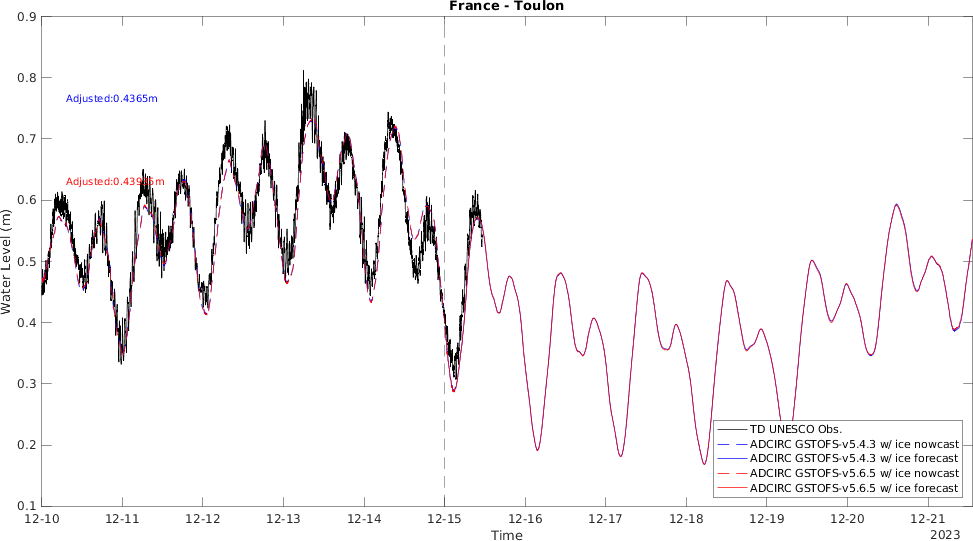 France - Toulon
0.9
0.8
0.7
0.6
0.5
0.4
0.3
0.2
0.1
Water Level (m)
Adjusted:0.4365m
TD UNESCO Obs.
ADCIRC GSTOFS-v5.4.3 w/ ice nowcast
ADCIRC GSTOFS-v5.4.3 w/ ice forecast
ADCIRC GSTOFS-v5.6.5 w/ ice nowcast
ADCIRC GSTOFS-v5.6.5 w/ ice forecast
12-10 12-11 12-12 12-13 12-14 12-15 12-16 12-17 12-18 12-19 12-20 12-21
Time
2023